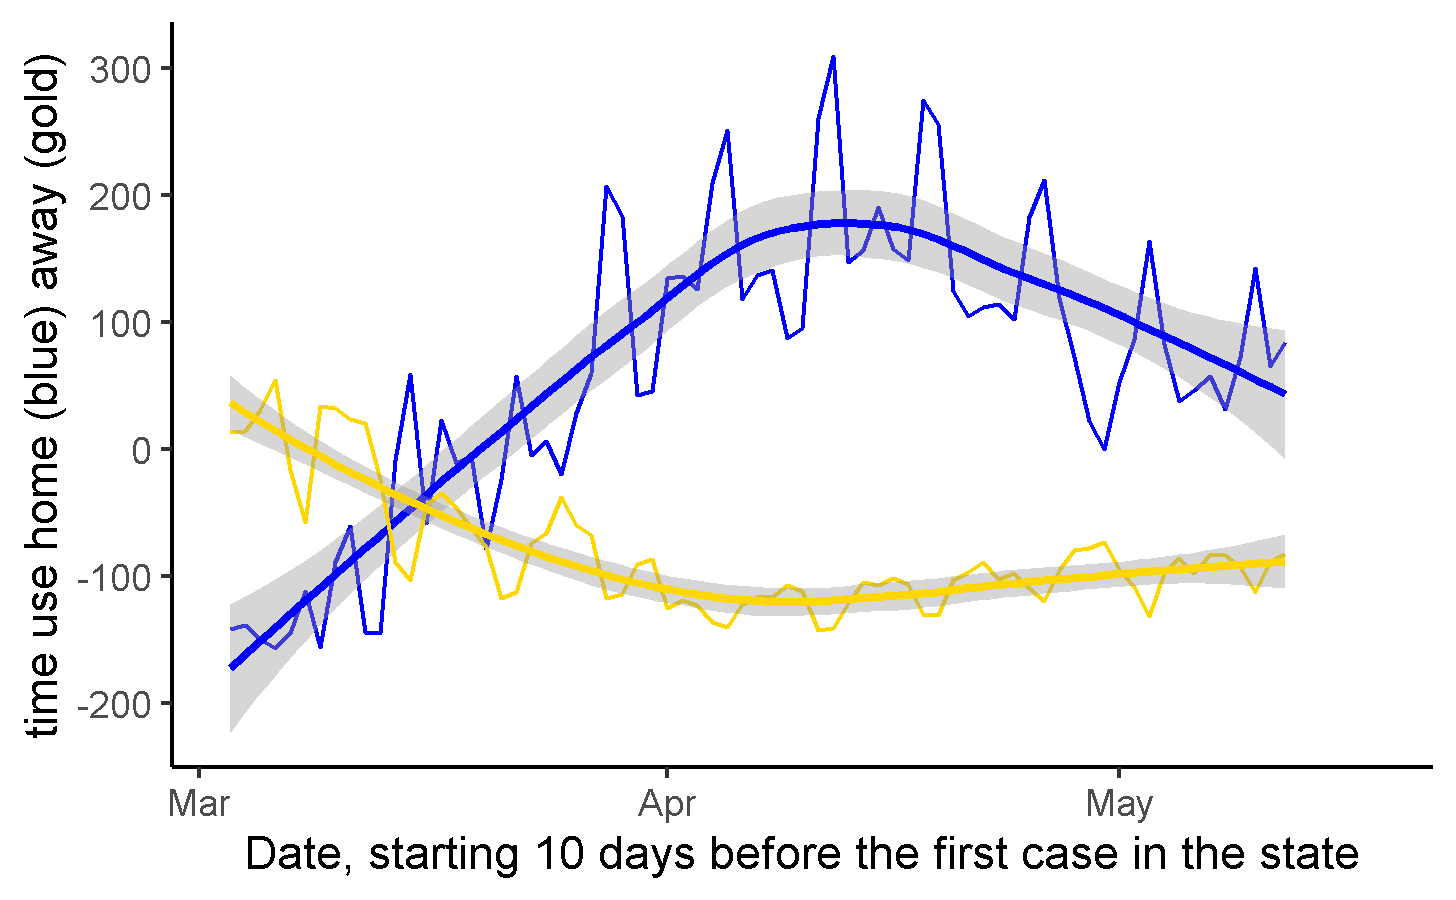 time use home (blue) away (gold)
300
200
100
0
-100
-200
Mar
Apr
May
Date, starting 10 days before the first case in the state